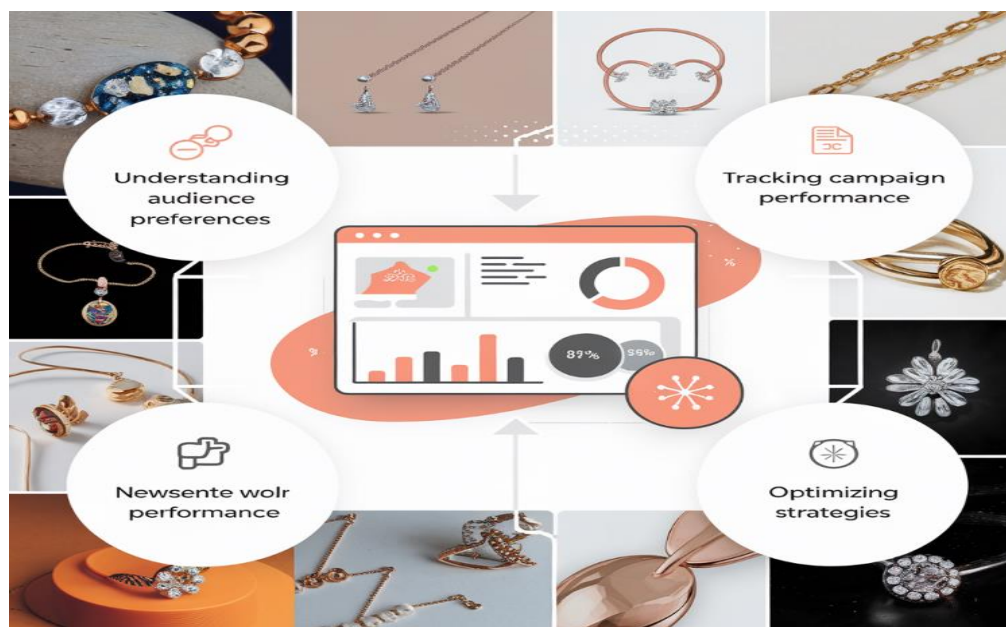 Understanding
audience
preferences
Tracking campaign
performance
%
%
89%
Newsente wolr
performance
Optimizing
strategies